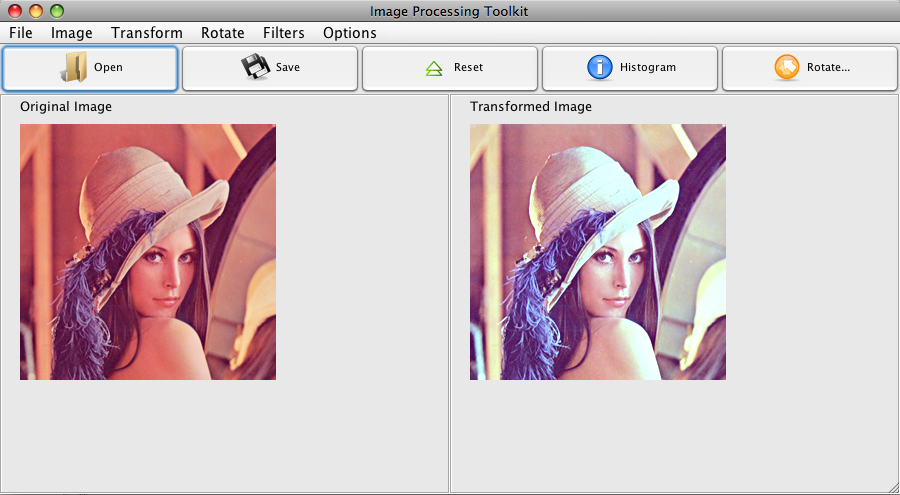 Image Processing Toolkit
File Image Transform Rotate Filters Options
Open Save Reset Histogram Rotate...
Original Image Transformed Image